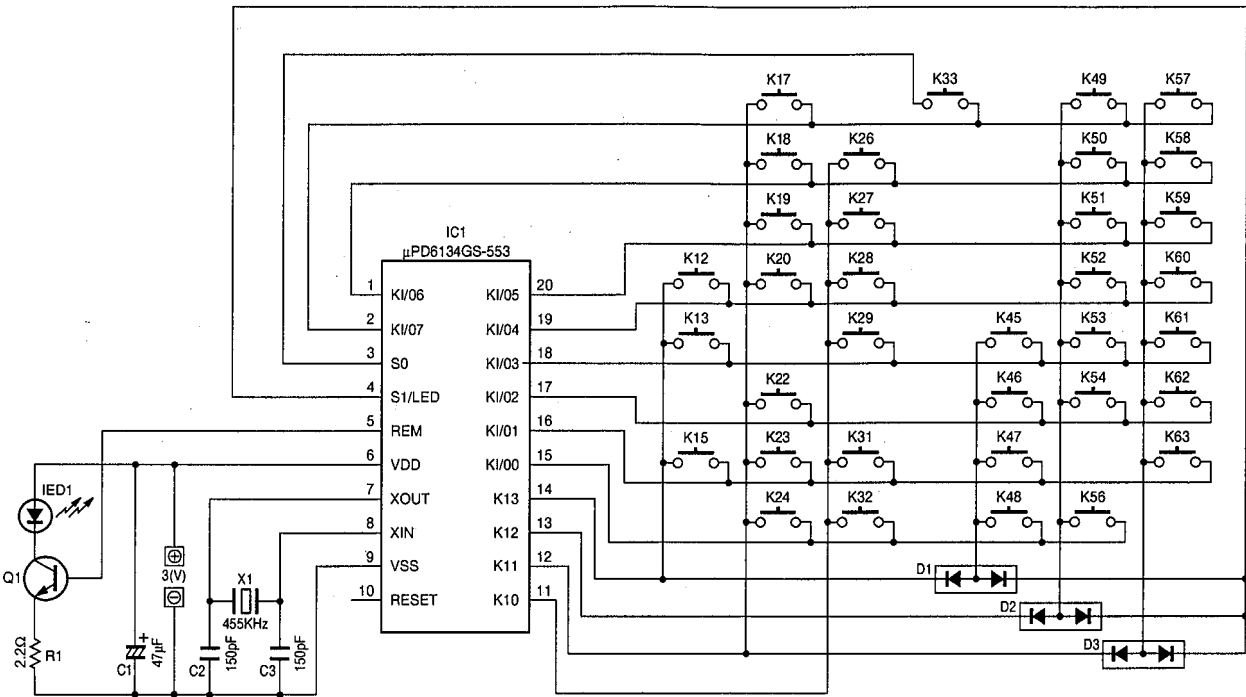 K17
K33
K49
K57
K18
K26
K50
K58
K19
K27
K51
K59
IC1
µPD6134GS-553
K12
K20
K28
K52
K60
1
KI/06
KI/05
20
2
KI/07
KI/04
19
K13
K29
K45
K53
K61
3
S0
KI/03
18
4
S1/LED
KI/02
17
K22
K46
K54
K62
5
REM
KI/01
16
6
VDD
KI/00
15
K15
K23
K31
K47
K63
7
XOUT
K13
14
IED1
8
XIN
K12
13
K24
K32
K48
K56
9
VSS
K11
12
10
RESET
K10
11
Q1
3(V)
X1
455KHz
D1
D2
D3
2.2Ω
R1
+
C1
47µF
C2
150pF
C3
150pF